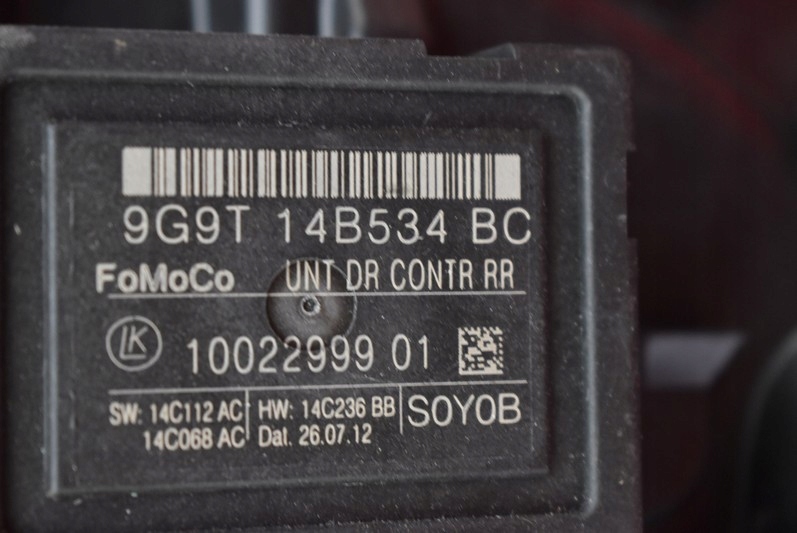 9G9T 14B534 BC
FoMoCo UNT DR CONTR RR
LK 10022999 01
SW: 14C112 AC HW: 14C236 BB S0Y0B
14C068 AC Dat. 26.07.12